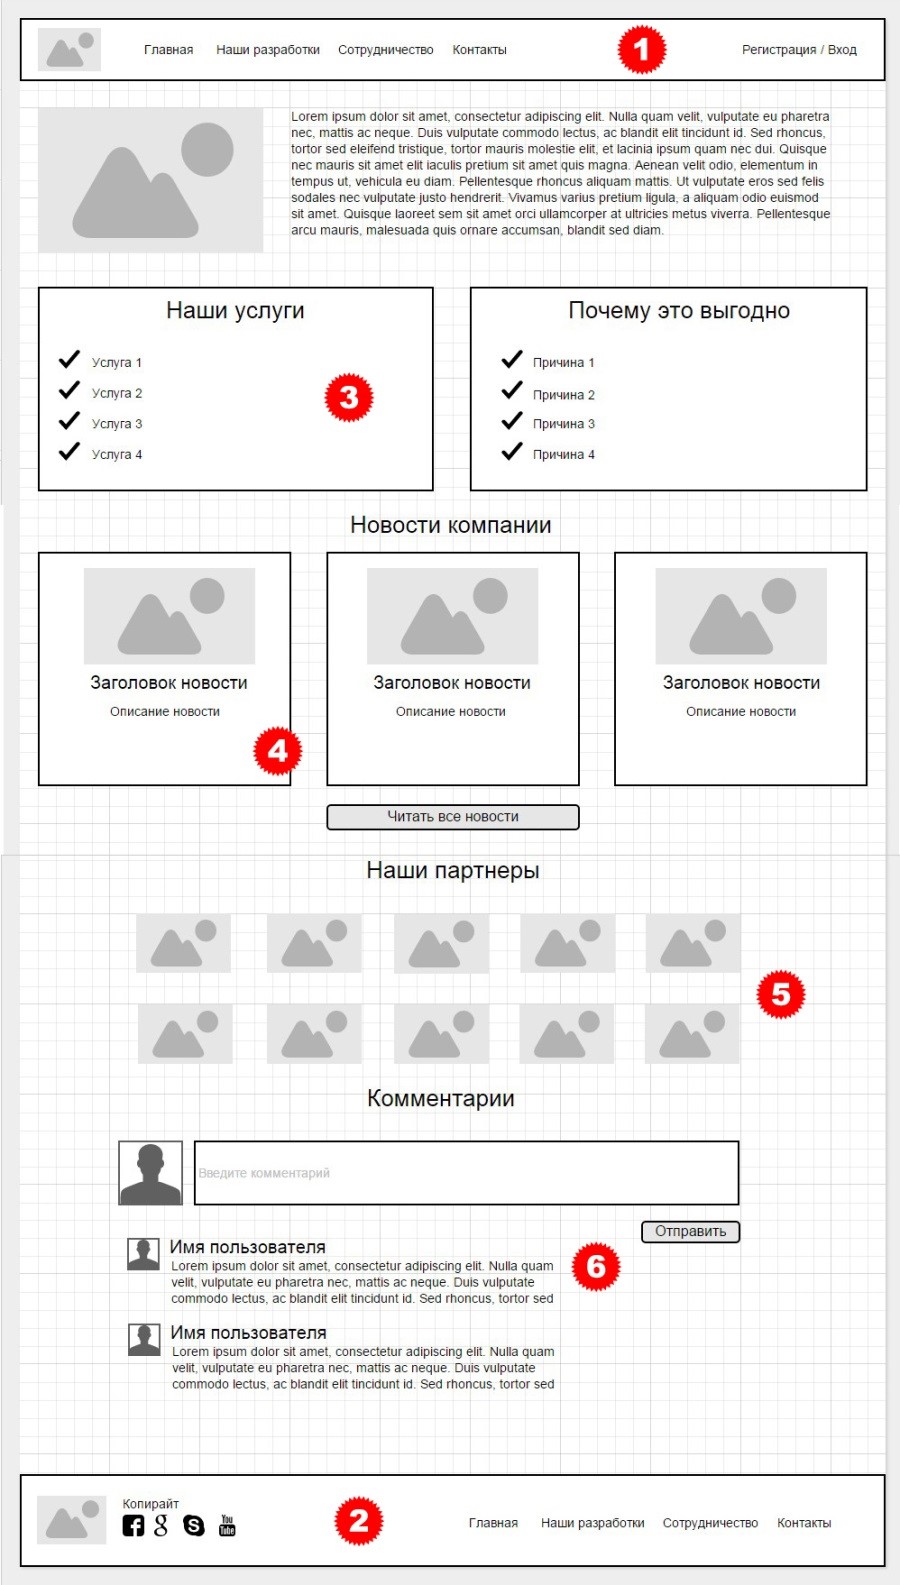 Главная Наши разработки Сотрудничество Контакты 1 Регистрация / Вход
Lorem ipsum dolor sit amet, consectetur adipiscing elit. Nulla quam velit, vulputate eu pharetra
nec, mattis ac neque. Duis vulputate commodo lectus, ac blandit elit tincidunt id. Sed rhoncus,
tortor sed eleifend tristique, tortor mauris molestie elit, et lacinia ipsum quam nec dui. Quisque
nec mauris sit amet elit iaculis pretium sit amet quis magna. Aenean velit odio, elementum in
tempus ut, vehicula eu diam. Pellentesque rhoncus aliquam mattis. Ut vulputate eros sed felis
sodales nec vulputate justo hendrerit. Vivamus varius pretium ligula, a aliquam odio euismod
sit amet. Quisque laoreet sem sit amet orci ullamcorper at ultricies metus viverra. Pellentesque
arcu mauris, malesuada quis ornare accumsan, blandit sed diam.
Наши услуги
Услуга 1
Услуга 2
3
Услуга 3
Услуга 4
Почему это выгодно
Причина 1
Причина 2
Причина 3
Причина 4
Новости компании
Заголовок новости
Описание новости
4
Заголовок новости
Описание новости
Заголовок новости
Описание новости
Читать все новости
Наши партнеры
5
Комментарии
Введите комментарий
Отправить
Имя пользователя
Lorem ipsum dolor sit amet, consectetur adipiscing elit. Nulla quam
velit, vulputate eu pharetra nec, mattis ac neque. Duis vulputate
commodo lectus, ac blandit elit tincidunt id. Sed rhoncus, tortor sed
6
Имя пользователя
Lorem ipsum dolor sit amet, consectetur adipiscing elit. Nulla quam
velit, vulputate eu pharetra nec, mattis ac neque. Duis vulputate
commodo lectus, ac blandit elit tincidunt id. Sed rhoncus, tortor sed
Копирайт
You
Tube
2
Главная Наши разработки Сотрудничество Контакты